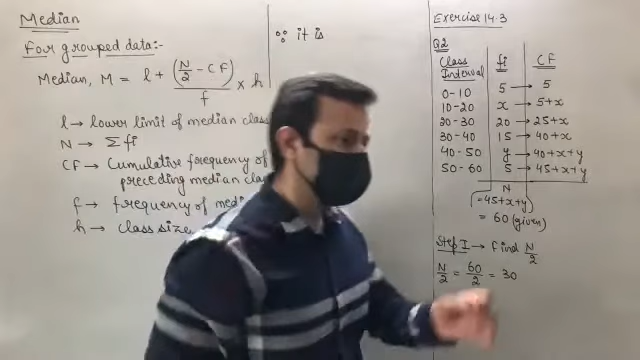 Median
For grouped data:-
Median, M = l + (N/2 - CF)/f × h
l → lower limit of median class
N → Σfi
CF → Cumulative frequency of
preceding median clas
f → frequency of med
h → class size
∵ it is
Exercise 14.3
Q2
Class Interval fi CF
0-10 5 → 5
10-20 x → 5+x
20-30 20 → 25+x
30-40 15 → 40+x
40-50 y → 40+x+y
50-60 5 → 45+x+y
N
(=45+x+y)
= 60 (given)
Step I → Find N/2
N/2 = 60/2 = 30